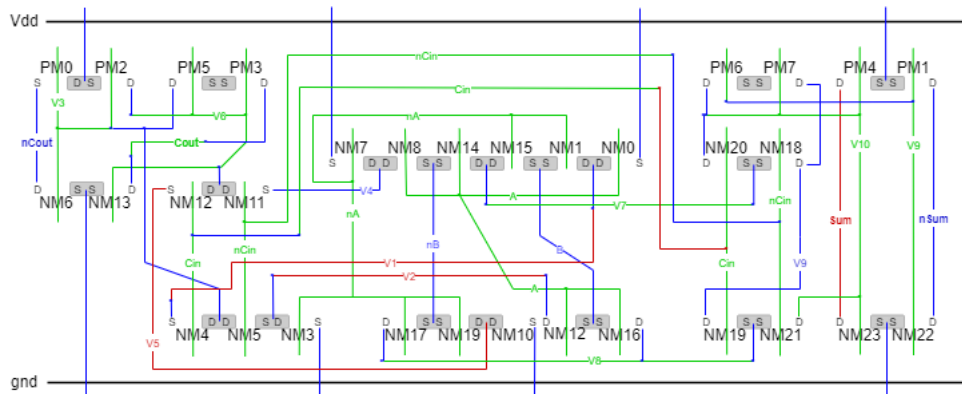 Vdd
PM0 PM2 PM5 PM3 PM6 PM7 PM4 PM1
nCin
S D S D D S S D D S S D D S D
Cin
V3 V6 nA
nCout Cout NM7 NM8 NM14 NM15 NM1 NM0 NM20 NM18 V10 V9
S D D S S D D S S D D S D S S D
D S S D S D D S V4 A nCin Sum nSum
NM6 NM13 NM12 NM11 nA V7
nCin nB B
Cin V1 Cin V9
V2 A
S D D S D S D S S D D S D S S D D S S D D S S D
NM4 NM5 NM3 NM17 NM19 NM10 NM12 NM16 NM19 NM21 NM23 NM22
V5 V8
gnd